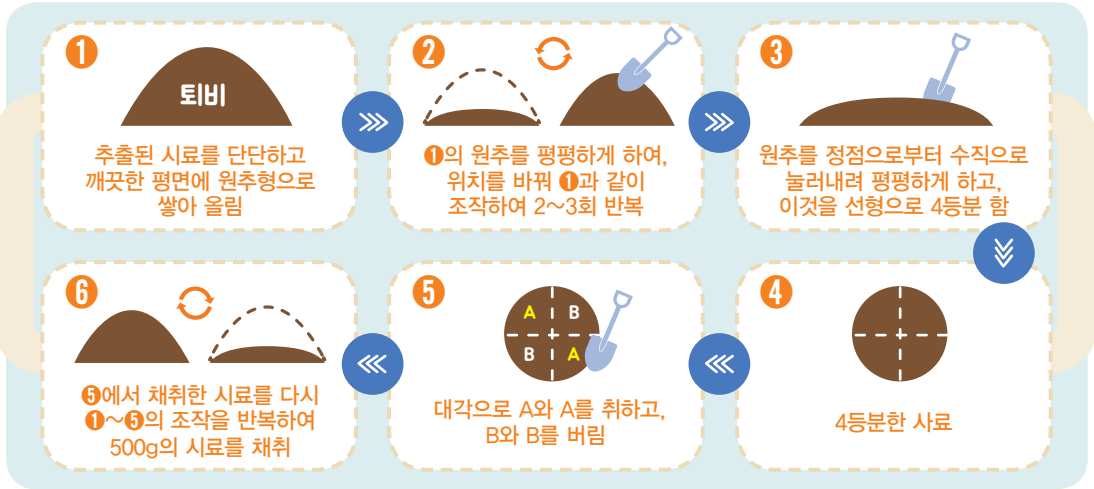 ❶
퇴비
추출된 시료를 단단하고
깨끗한 평면에 원추형으로
쌓아 올림
❷
❶의 원추를 평평하게 하여,
위치를 바꿔 ❶과 같이
조작하여 2~3회 반복
❸
원추를 정점으로부터 수직으로
눌러내려 평평하게 하고,
이것을 선형으로 4등분 함
❹
4등분한 사료
❺
A B
B A
대각으로 A와 A를 취하고,
B와 B를 버림
❻
❺에서 채취한 시료를 다시
❶~❺의 조작을 반복하여
500g의 시료를 채취